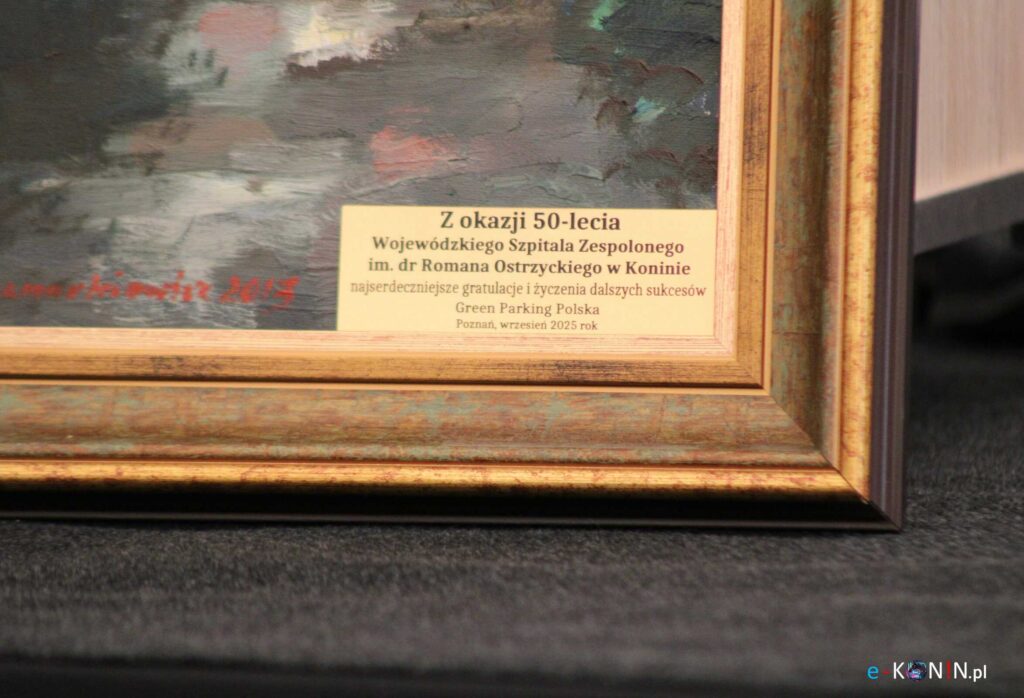 Z okazji 50-lecia
Wojewódzkiego Szpitala Zespolonego
im. dr Romana Ostrzyckiego w Koninie
najserdeczniejsze gratulacje i życzenia dalszych sukcesów
Green Parking Polska
Poznań, wrzesień 2025 rok
e-KONIN.pl